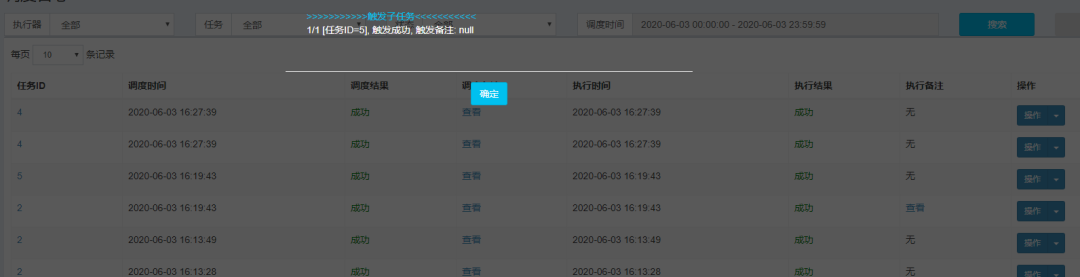 执行器 全部 任务 全部 调度时间 2020-06-03 00:00:00 - 2020-06-03 23:59:59 搜索
>>>>>>>>>>>触发子任务<<<<<<<<<<<
1/1 [任务ID=5], 触发成功, 触发备注: null
确定
每页 10 条记录
任务ID 调度时间 调度结果 执行时间 执行结果 执行备注 操作
4 2020-06-03 16:27:39 成功 查看 2020-06-03 16:27:39 成功 无 操作
4 2020-06-03 16:27:39 成功 查看 2020-06-03 16:27:39 成功 无 操作
5 2020-06-03 16:19:43 成功 查看 2020-06-03 16:19:43 成功 无 操作
2 2020-06-03 16:19:43 成功 查看 2020-06-03 16:19:43 成功 查看 操作
2 2020-06-03 16:13:49 成功 查看 2020-06-03 16:13:49 成功 无 操作
2 2020-06-03 16:13:28 成功 查看 2020-06-03 16:13:28 成功 无 操作